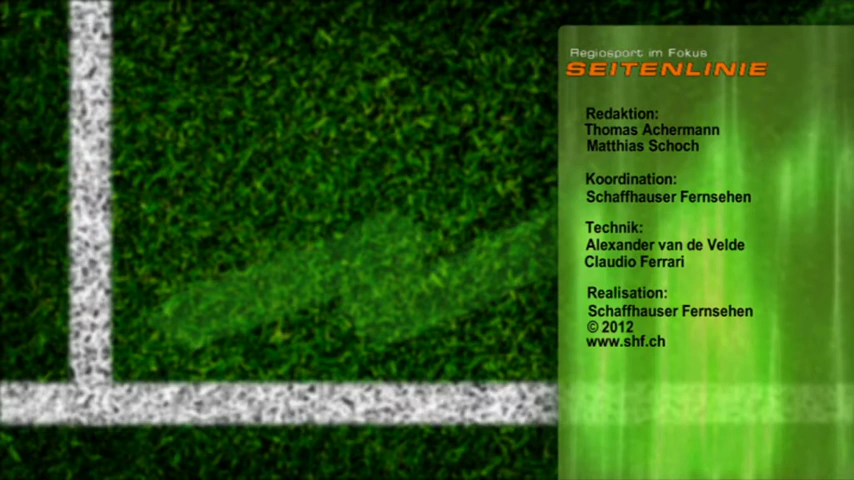 Regiosport im Fokus
SEITENLINIE
Redaktion:
Thomas Achermann
Matthias Schoch
Koordination:
Schaffhauser Fernsehen
Technik:
Alexander van de Velde
Claudio Ferrari
Realisation:
Schaffhauser Fernsehen
© 2012
www.shf.ch